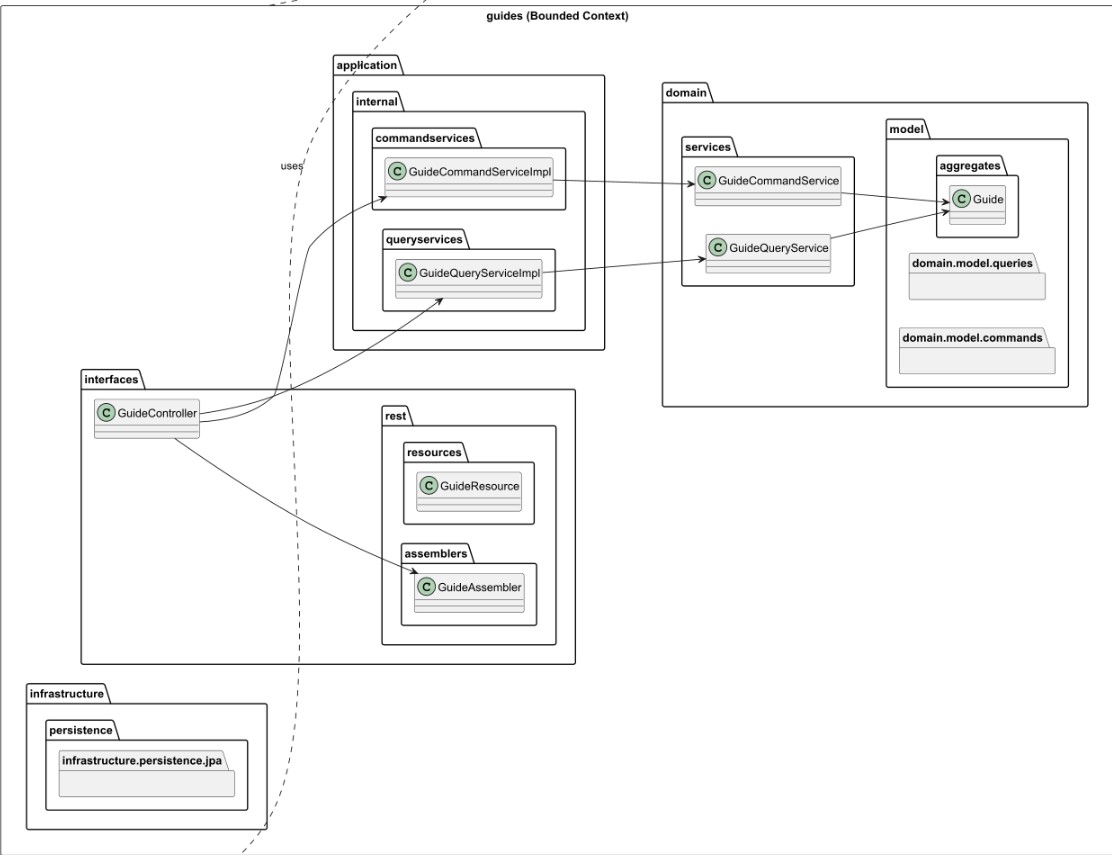 guides (Bounded Context)
application
internal
commandservices
C GuideCommandServiceImpl
queryservices
C GuideQueryServiceImpl
uses
domain
services
C GuideCommandService
C GuideQueryService
model
aggregates
C Guide
domain.model.queries
domain.model.commands
interfaces
C GuideController
rest
resources
C GuideResource
assemblers
C GuideAssembler
infrastructure
persistence
infrastructure.persistence.jpa